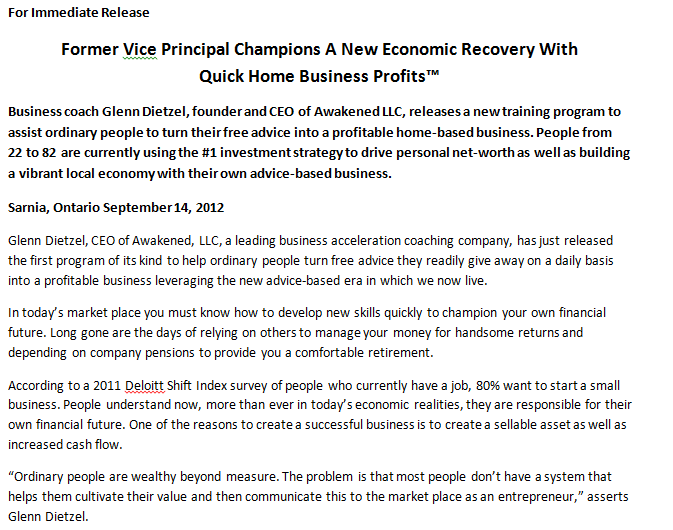 For Immediate Release
Former Vice Principal Champions A New Economic Recovery With
Quick Home Business Profits™
Business coach Glenn Dietzel, founder and CEO of Awakened LLC, releases a new training program to
assist ordinary people to turn their free advice into a profitable home-based business. People from
22 to 82 are currently using the #1 investment strategy to drive personal net-worth as well as building
a vibrant local economy with their own advice-based business.
Sarnia, Ontario September 14, 2012
Glenn Dietzel, CEO of Awakened, LLC, a leading business acceleration coaching company, has just released
the first program of its kind to help ordinary people turn free advice they readily give away on a daily basis
into a profitable business leveraging the new advice-based era in which we now live.
In today's market place you must know how to develop new skills quickly to champion your own financial
future. Long gone are the days of relying on others to manage your money for handsome returns and
depending on company pensions to provide you a comfortable retirement.
According to a 2011 Deloitt Shift Index survey of people who currently have a job, 80% want to start a small
business. People understand now, more than ever in today's economic realities, they are responsible for their
own financial future. One of the reasons to create a successful business is to create a sellable asset as well as
increased cash flow.
"Ordinary people are wealthy beyond measure. The problem is that most people don't have a system that
helps them cultivate their value and then communicate this to the market place as an entrepreneur," asserts
Glenn Dietzel.